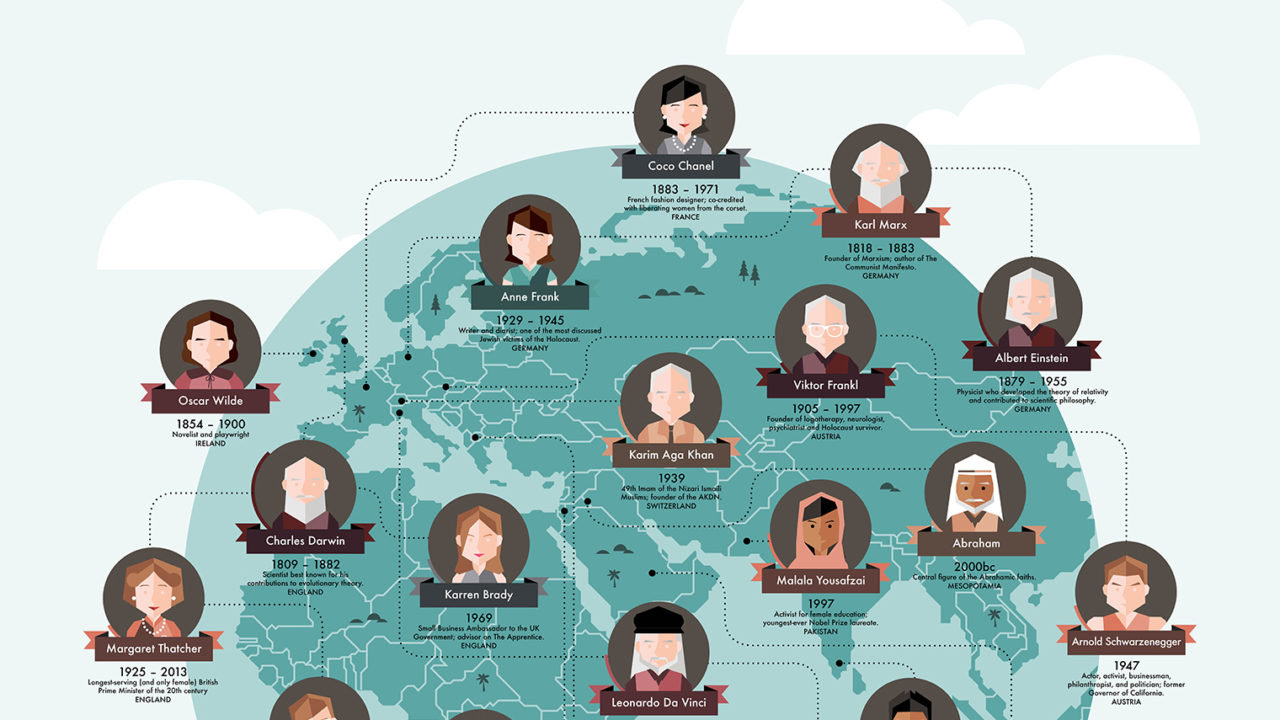 Coco Chanel
1883 – 1971
French fashion designer; co-credited
with liberating women from the corset.
FRANCE
Karl Marx
1818 – 1883
Founder of Marxism; author of The
Communist Manifesto.
GERMANY
Anne Frank
1929 – 1945
Writer and diarist; one of the most discussed
Jewish victims of the Holocaust.
GERMANY
Albert Einstein
1879 – 1955
Physicist who developed the theory of relativity
and contributed to scientific philosophy.
GERMANY
Viktor Frankl
1905 – 1997
Founder of logotherapy, neurologist,
psychiatrist and Holocaust survivor.
AUSTRIA
Oscar Wilde
1854 – 1900
Novelist and playwright
IRELAND
Karim Aga Khan
1939
49th Imam of the Nizari Ismaili
Muslims; founder of the AKDN.
SWITZERLAND
Charles Darwin
1809 – 1882
Scientist best known for his
contributions to evolutionary theory.
ENGLAND
Abraham
2000bc
Central figure of the Abrahamic faiths.
MESOPOTAMIA
Malala Yousafzai
1997
Activist for female education;
youngest-ever Nobel Prize laureate.
PAKISTAN
Karren Brady
1969
Small Business Ambassador to the UK
Government; advisor on The Apprentice.
ENGLAND
Margaret Thatcher
1925 – 2013
Longest-serving (and only female) British
Prime Minister of the 20th century
ENGLAND
Arnold Schwarzenegger
1947
Actor, activist, businessman,
philanthropist, and politician; former
Governor of California.
AUSTRIA
Leonardo Da Vinci